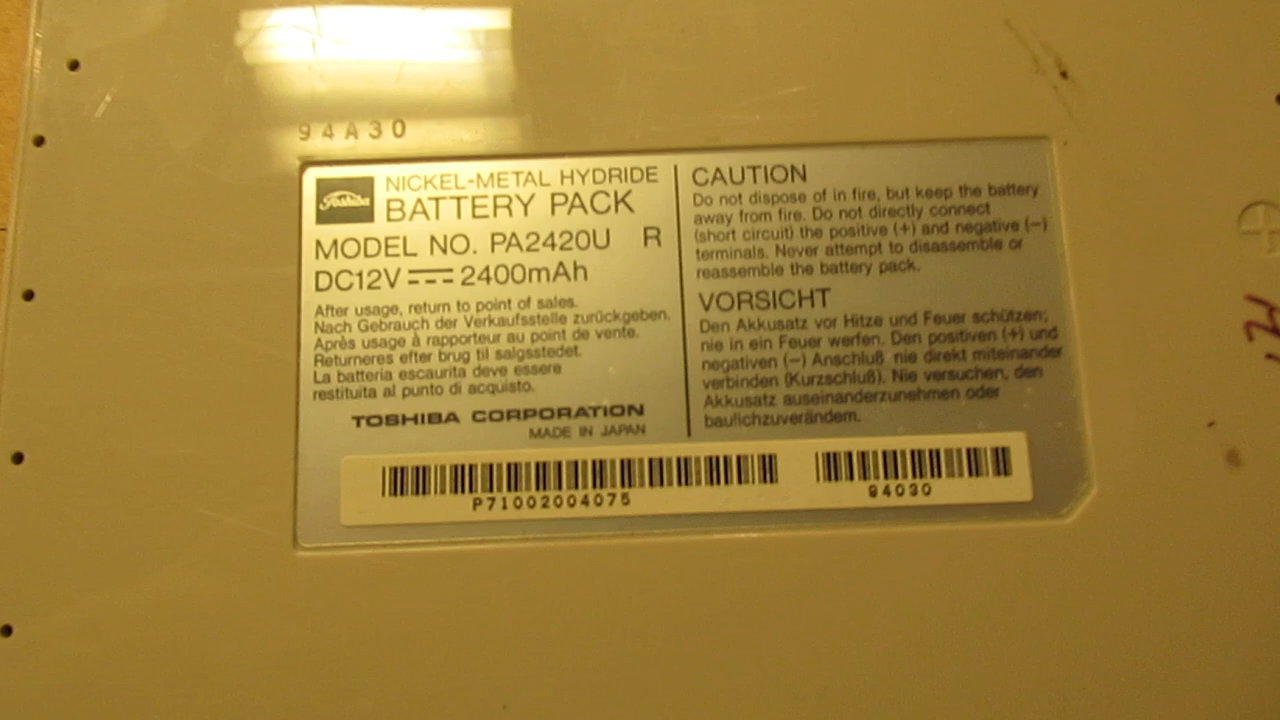 94A30
Toshiba
NICKEL-METAL HYDRIDE
BATTERY PACK
MODEL NO. PA2420U R
DC12V 2400mAh
After usage, return to point of sales.
Nach Gebrauch der Verkaufsstelle zurückgeben.
Après usage à rapporteur au point de vente.
Returneres efter brug til salgsstedet.
La batteria escaurita deve essere
restituita al punto di acquisto.
TOSHIBA CORPORATION
MADE IN JAPAN
CAUTION
Do not dispose of in fire, but keep the battery
away from fire. Do not directly connect
(short circuit) the positive (+) and negative (−)
terminals. Never attempt to disassemble or
reassemble the battery pack.
VORSICHT
Den Akkusatz vor Hitze und Feuer schützen;
nie in ein Feuer werfen. Den positiven (+) und
negativen (−) Anschluß nie direkt miteinander
verbinden (Kurzschluß). Nie versuchen, den
Akkusatz auseinanderzunehmen oder
baulichzuverändern.
P71002004075
94030